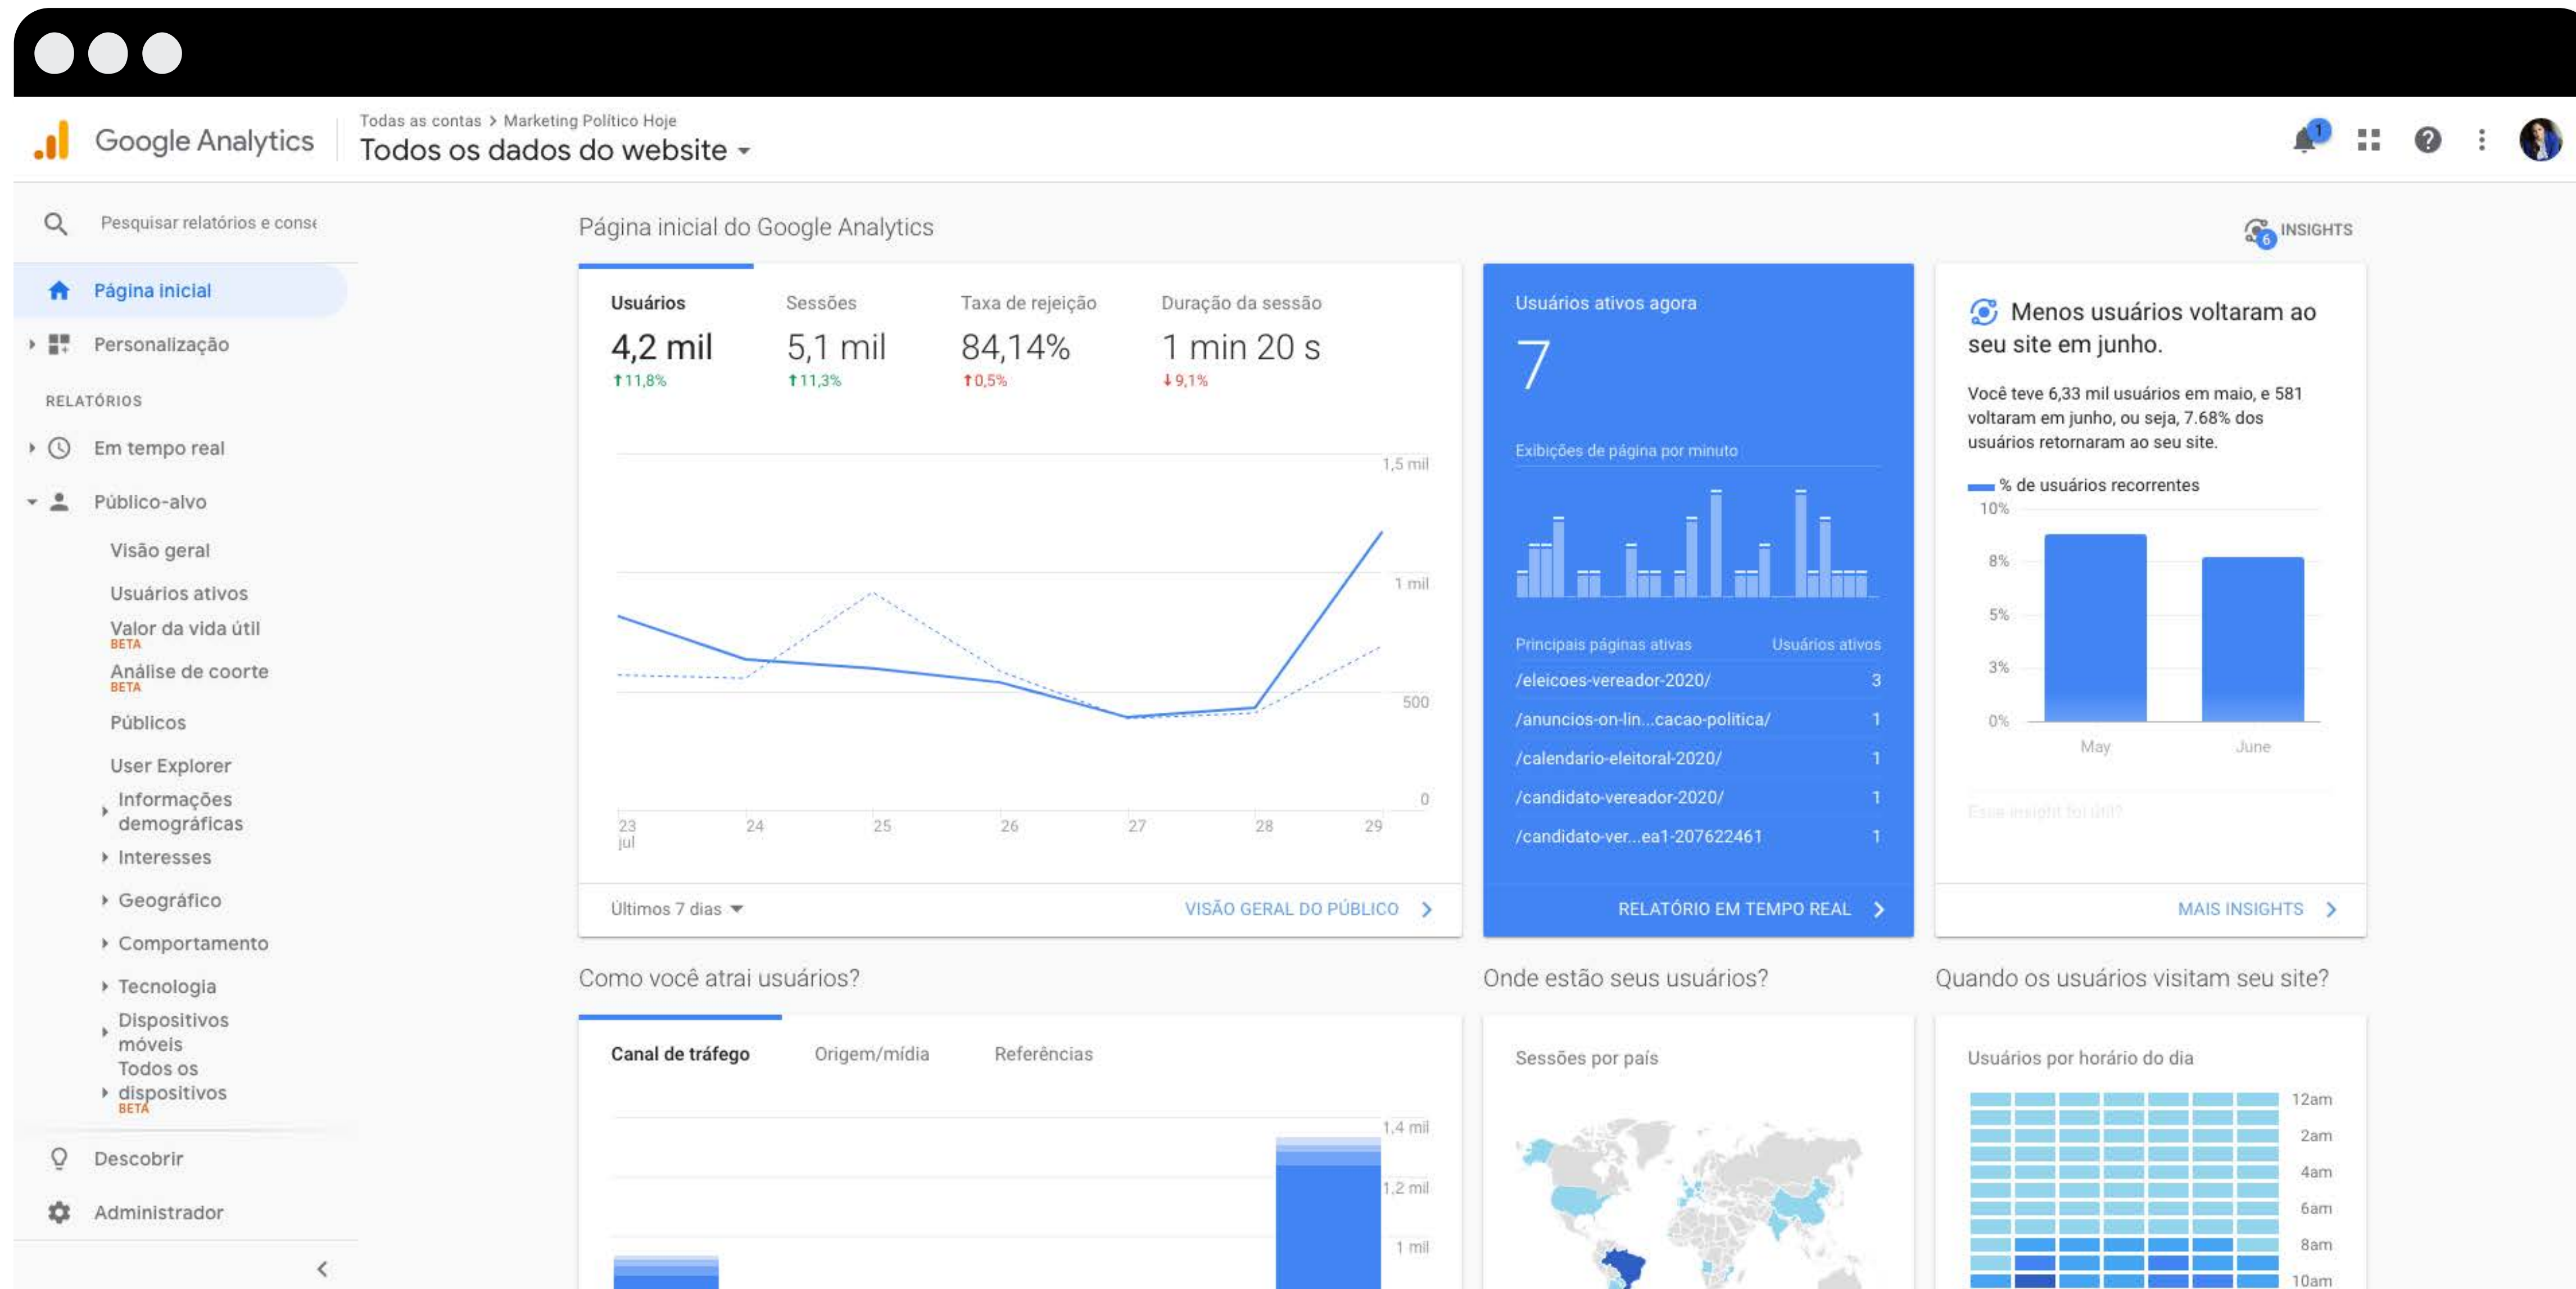 Google Analytics
Todas as contas > Marketing Político Hoje
Todos os dados do website
1
Pesquisar relatórios e conse
Página inicial
Personalização
RELATÓRIOS
Em tempo real
Público-alvo
Visão geral
Usuários ativos
Valor da vida útil
BETA
Análise de coorte
BETA
Públicos
User Explorer
Informações
demográficas
Interesses
Geográfico
Comportamento
Tecnologia
Dispositivos
móveis
Todos os
dispositivos
BETA
Descobrir
Administrador
Página inicial do Google Analytics
6 INSIGHTS
Usuários
4,2 mil
11,8%
Sessões
5,1 mil
11,3%
Taxa de rejeição
84,14%
0,5%
Duração da sessão
1 min 20 s
9,1%
1,5 mil
1 mil
500
0
23 24 25 26 27 28 29
jul
Últimos 7 dias
VISÃO GERAL DO PÚBLICO
Usuários ativos agora
7
Exibições de página por minuto
Principais páginas ativas Usuários ativos
/eleicoes-vereador-2020/ 3
/anuncios-on-lin...cacao-politica/ 1
/calendario-eleitoral-2020/ 1
/candidato-vereador-2020/ 1
/candidato-ver...ea1-207622461 1
RELATÓRIO EM TEMPO REAL
Menos usuários voltaram ao
seu site em junho.
Você teve 6,33 mil usuários em maio, e 581
voltaram em junho, ou seja, 7.68% dos
usuários retornaram ao seu site.
% de usuários recorrentes
10%
8%
5%
3%
0%
May June
Esse insight foi útil?
MAIS INSIGHTS
Como você atrai usuários?
Canal de tráfego Origem/mídia Referências
1,4 mil
1,2 mil
1 mil
Onde estão seus usuários?
Sessões por país
Quando os usuários visitam seu site?
Usuários por horário do dia
12am
2am
4am
6am
8am
10am